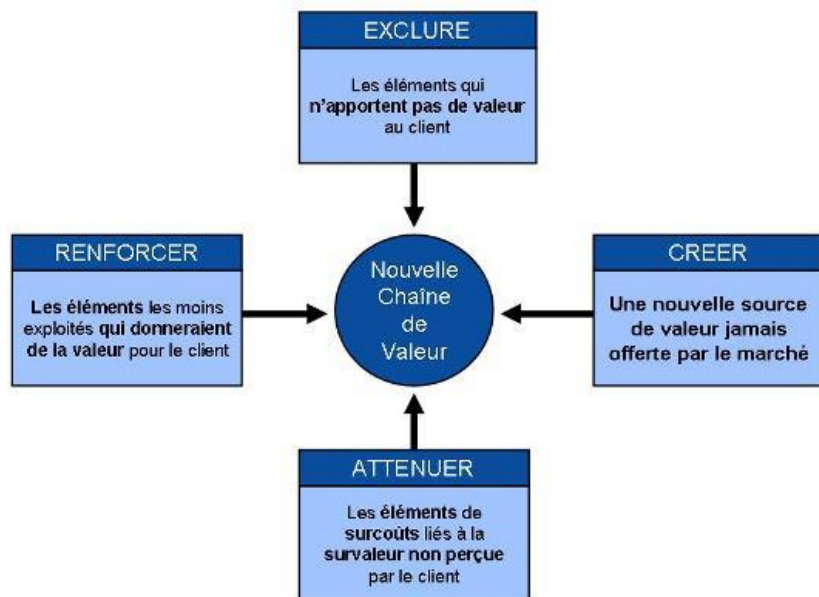 EXCLURE
Les éléments qui
n'apportent pas de valeur
au client
RENFORCER
Les éléments les moins
exploités qui donneraient
de la valeur pour le client
Nouvelle
Chaîne
de
Valeur
CREER
Une nouvelle source
de valeur jamais
offerte par le marché
ATTENUER
Les éléments de
surcoûts liés à la
survaleur non perçue
par le client